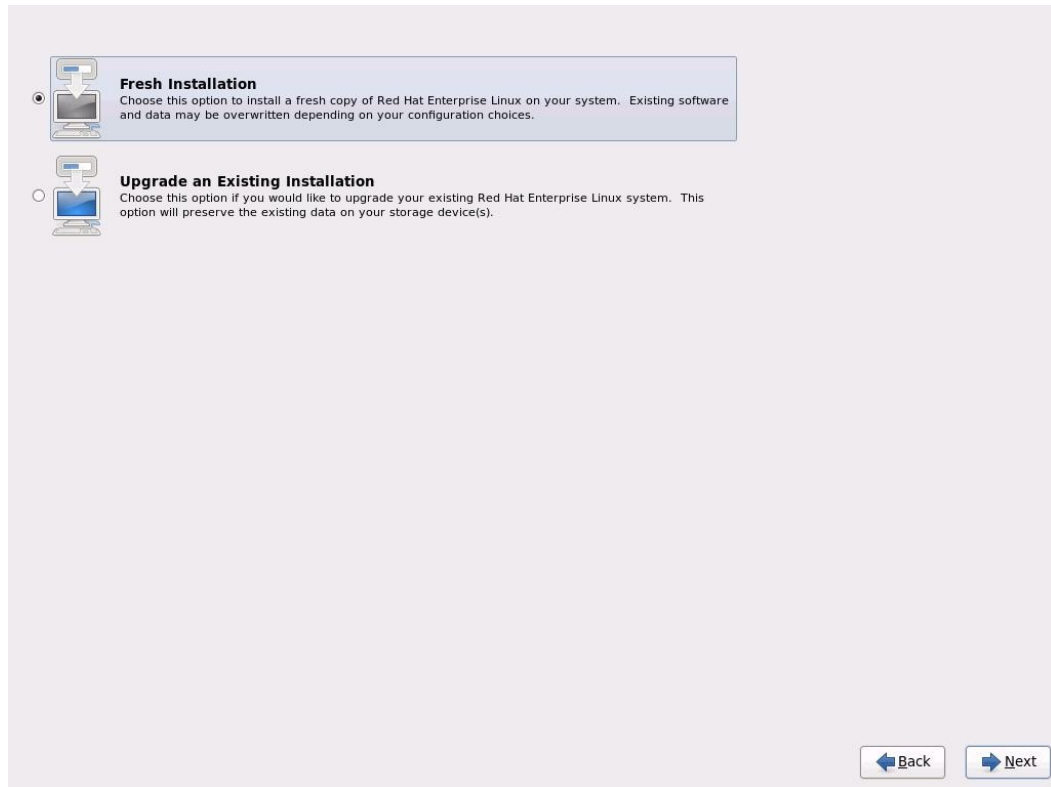 Fresh Installation
Choose this option to install a fresh copy of Red Hat Enterprise Linux on your system.  Existing software
and data may be overwritten depending on your configuration choices.
Upgrade an Existing Installation
Choose this option if you would like to upgrade your existing Red Hat Enterprise Linux system.  This
option will preserve the existing data on your storage device(s).
Back
Next